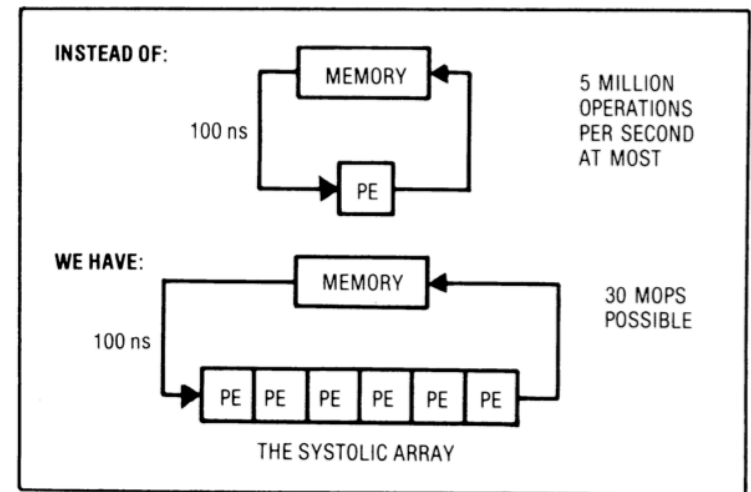 INSTEAD OF:
MEMORY
100 ns
PE
5 MILLION
OPERATIONS
PER SECOND
AT MOST
WE HAVE:
MEMORY
100 ns
PE PE PE PE PE PE
30 MOPS
POSSIBLE
THE SYSTOLIC ARRAY